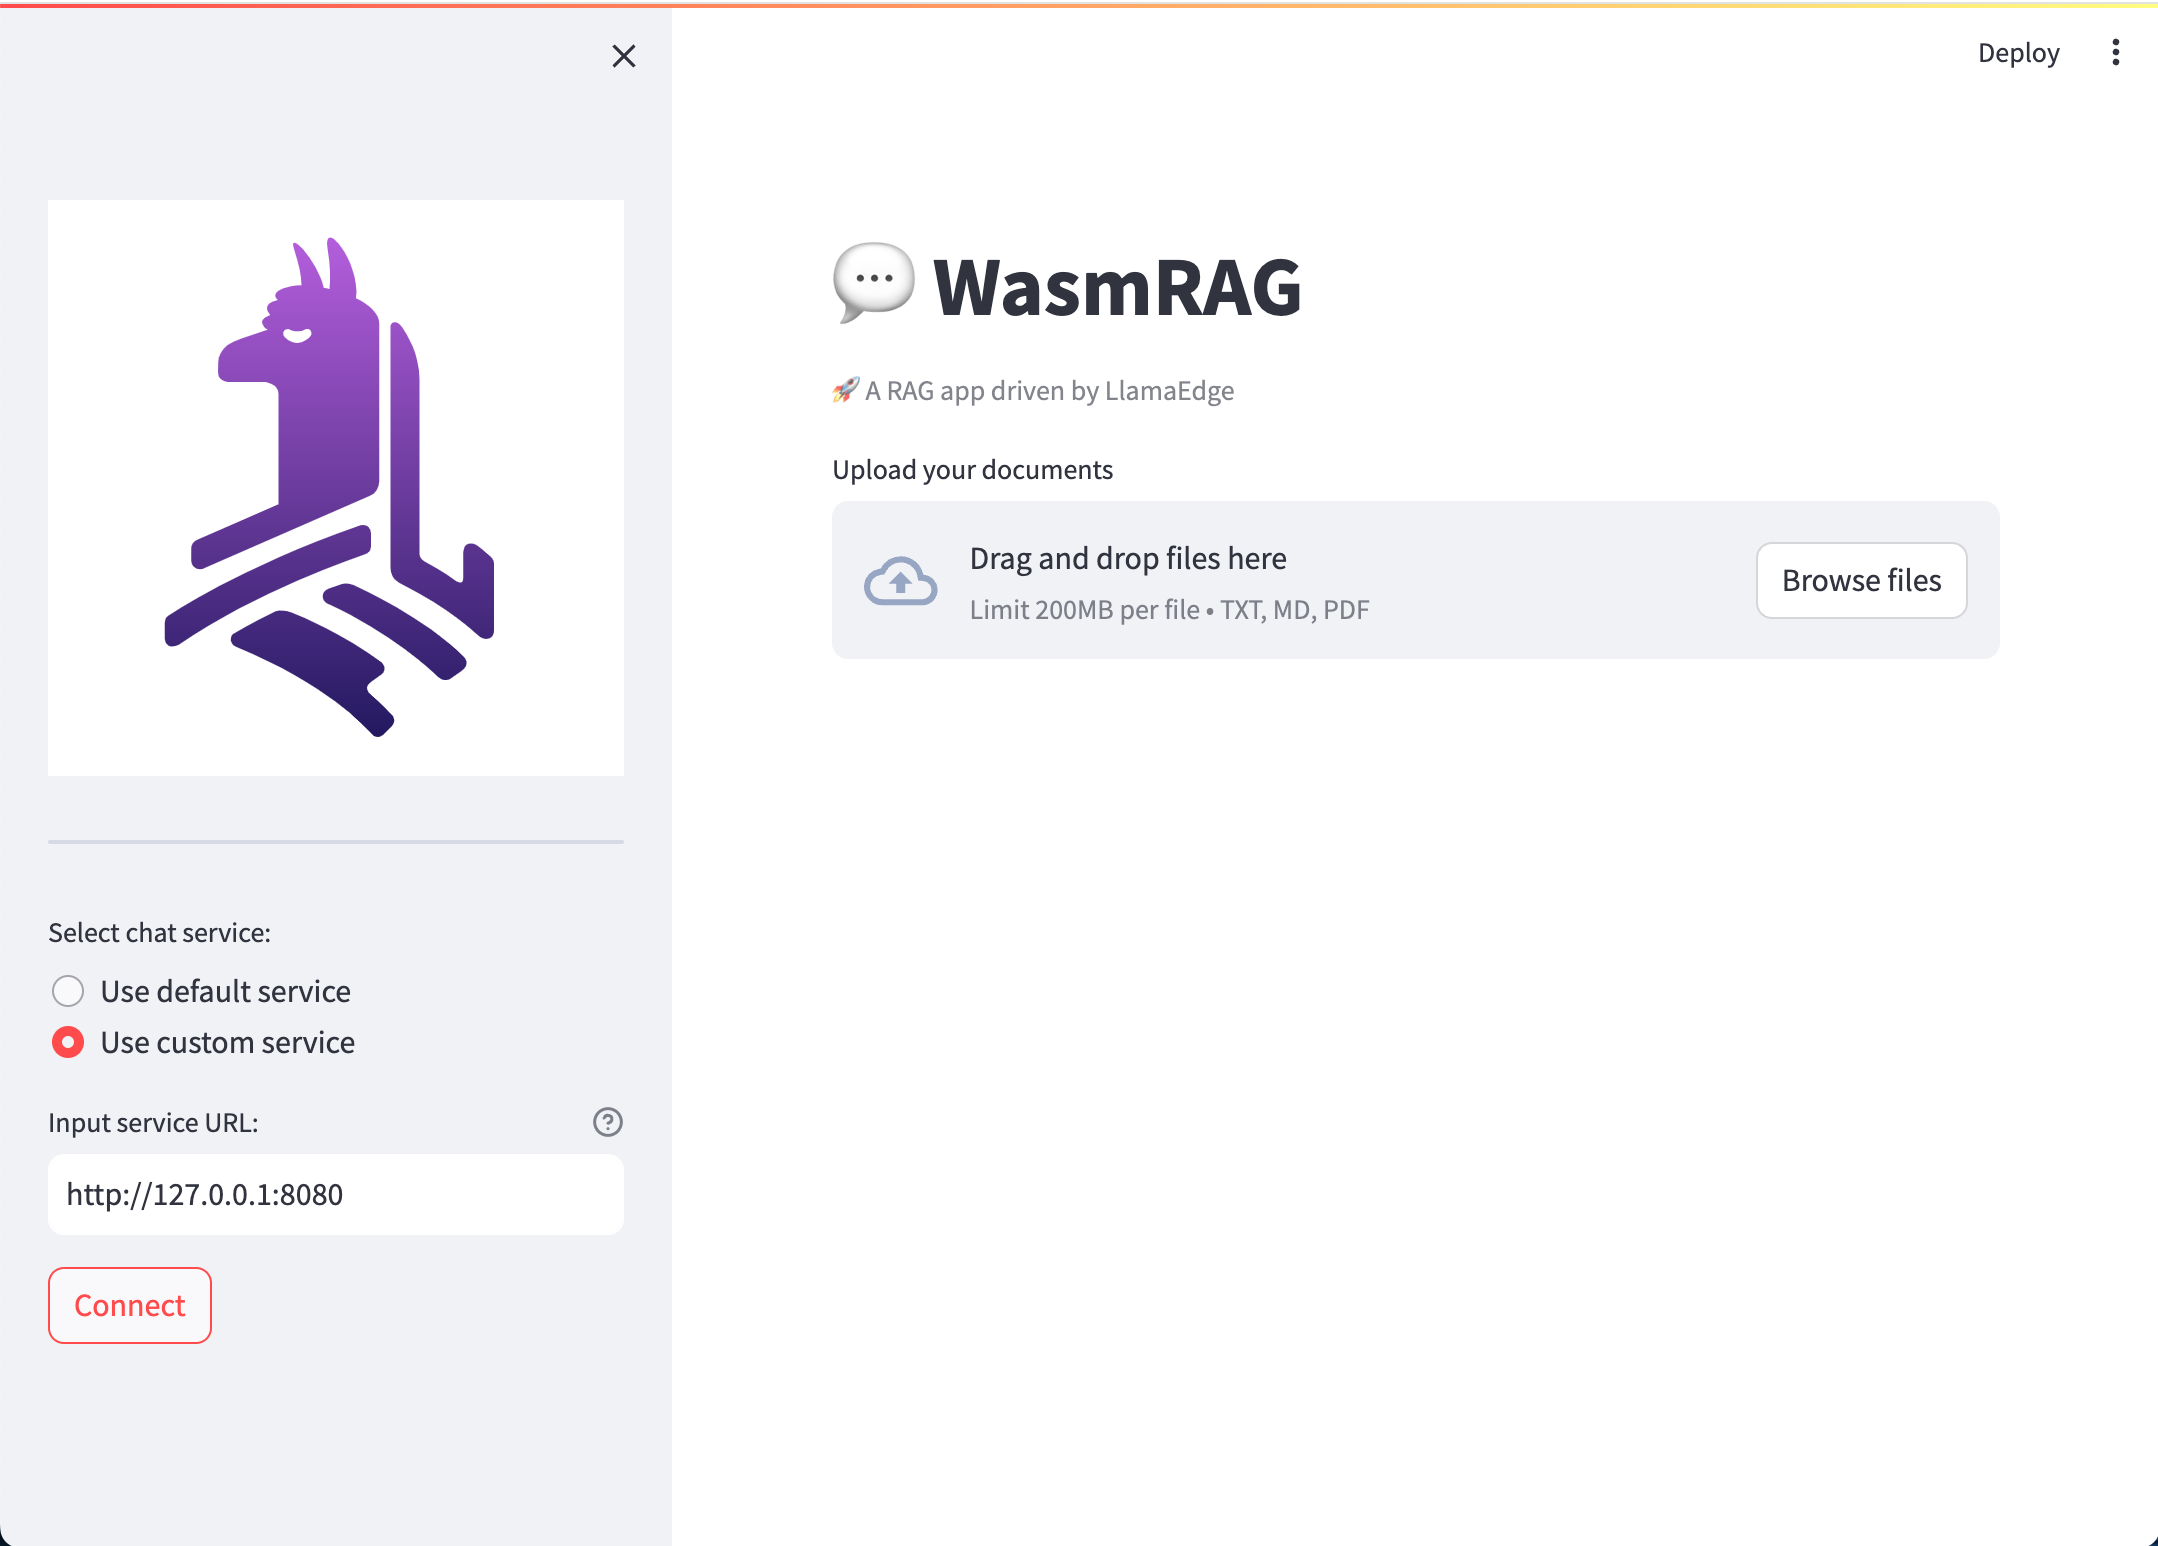 Deploy
💬 WasmRAG
🚀 A RAG app driven by LlamaEdge
Upload your documents
Drag and drop files here
Limit 200MB per file • TXT, MD, PDF
Browse files
Select chat service:
Use default service
Use custom service
Input service URL:
http://127.0.0.1:8080
Connect